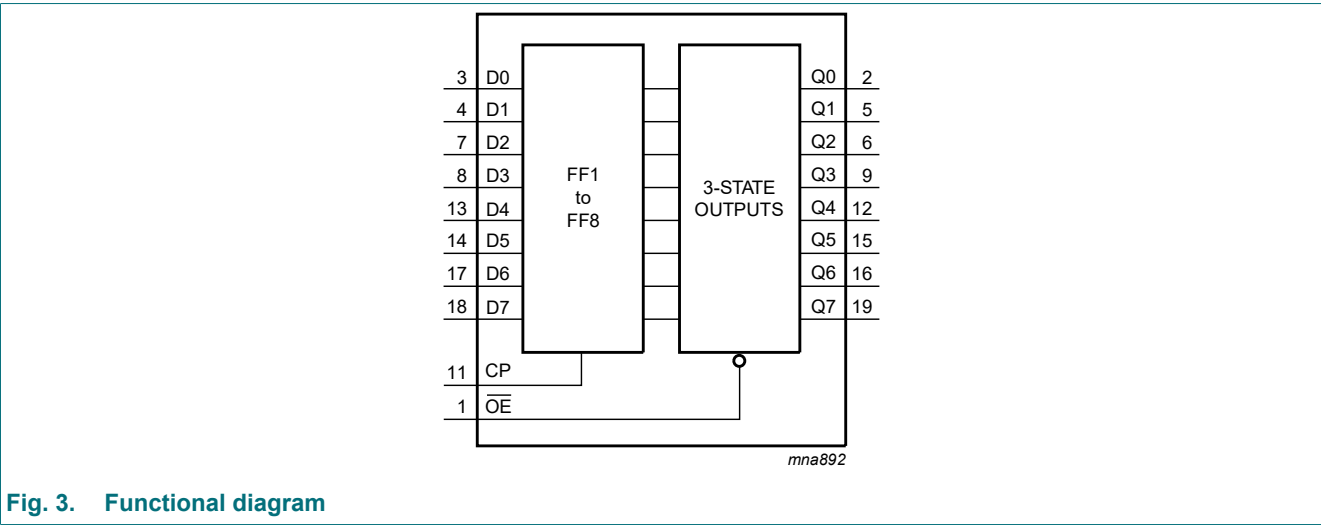 3 D0 Q0 2
4 D1 Q1 5
7 D2 Q2 6
8 D3 FF1 Q3 9
to 3-STATE
13 D4 FF8 OUTPUTS Q4 12
14 D5 Q5 15
17 D6 Q6 16
18 D7 Q7 19
11 CP
1 O̅E̅
mna892
Fig. 3. Functional diagram